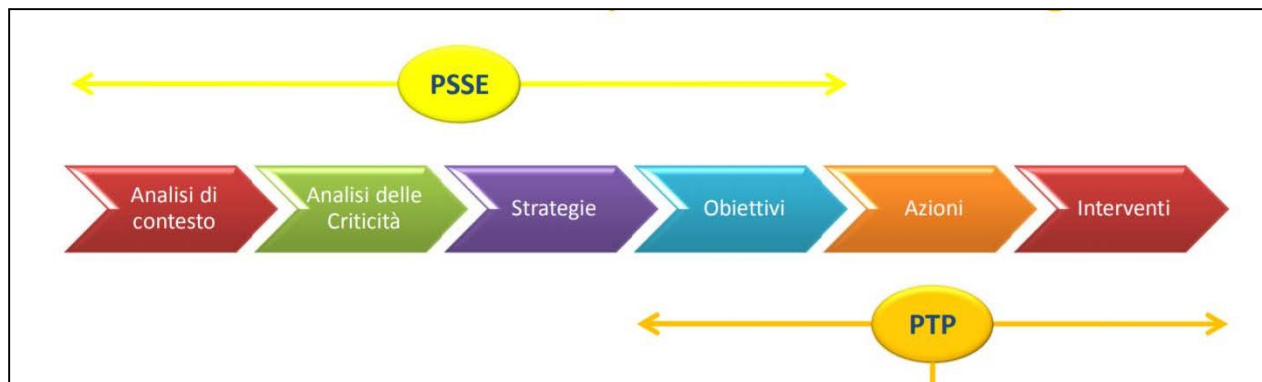 PSSE
Analisi di
contesto
Analisi delle
Criticità
Strategie
Obiettivi
Azioni
Interventi
PTP